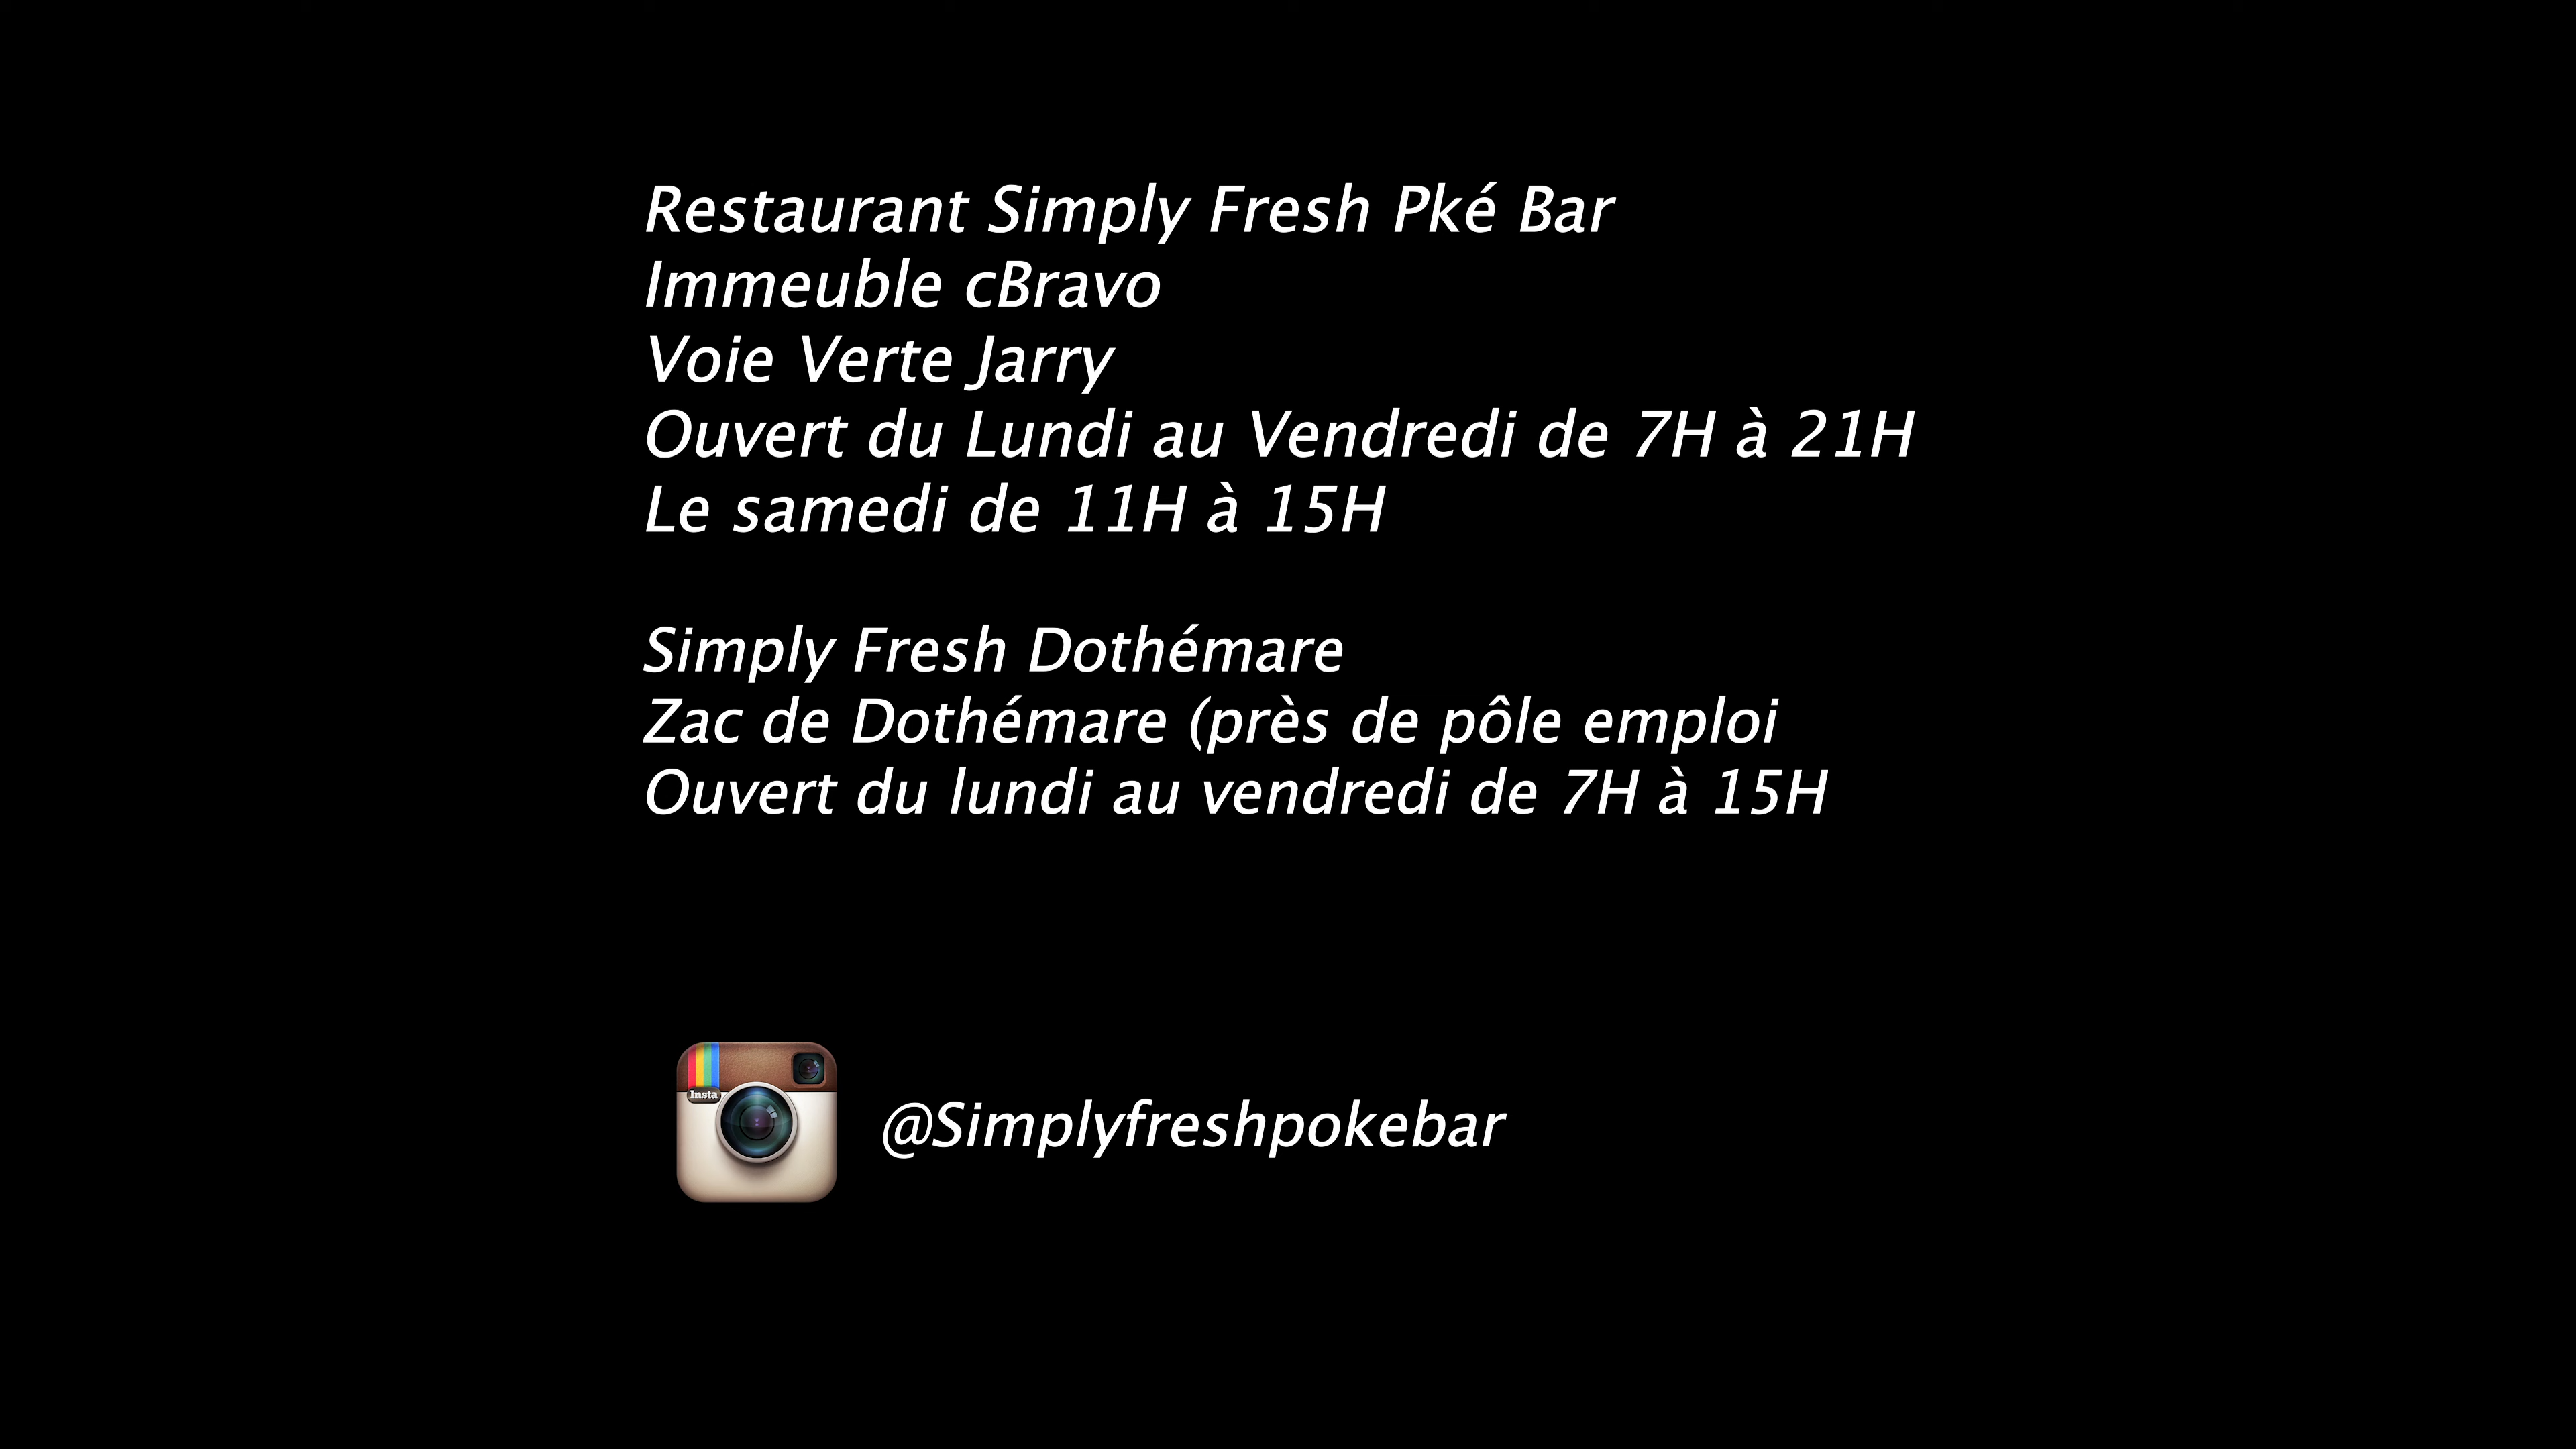 Restaurant Simply Fresh Pké Bar
Immeuble cBravo
Voie Verte Jarry
Ouvert du Lundi au Vendredi de 7H à 21H
Le samedi de 11H à 15H
Simply Fresh Dothémare
Zac de Dothémare (près de pôle emploi
Ouvert du lundi au vendredi de 7H à 15H
Insta
@Simplyfreshpokebar